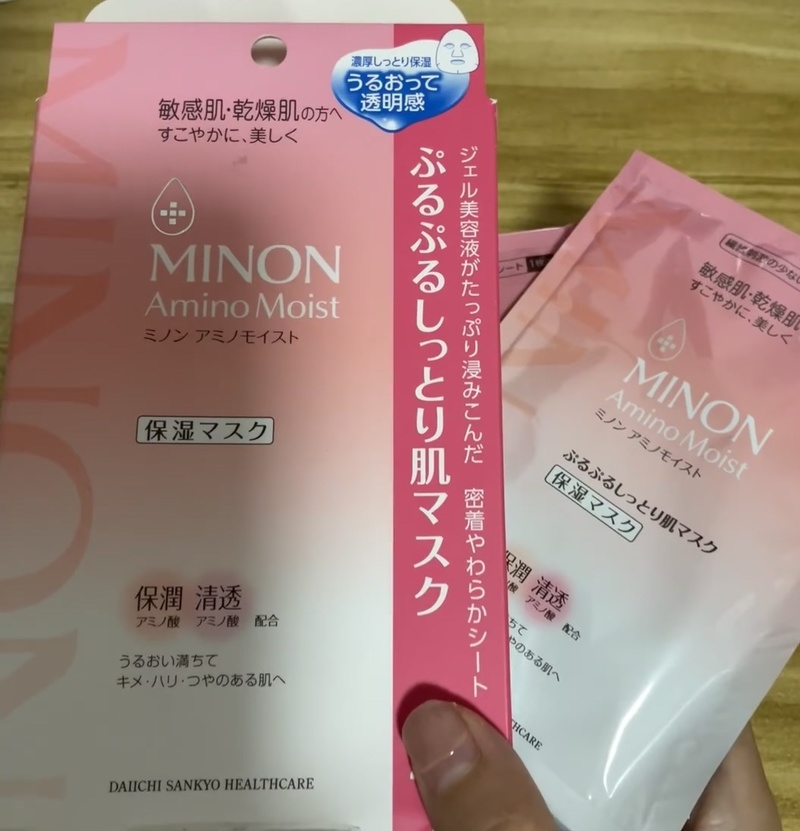 濃厚しっとり保湿
うるおって
透明感
敏感肌・乾燥肌の方へ
すこやかに、美しく
MINON
Amino Moist
ミノン アミノモイスト
保湿マスク
ジェル美容液がたっぷり浸みこんだ 密着やわらかシート
ぷるぷるしっとり肌マスク
保潤 清透
アミノ酸 アミノ酸 配合
うるおい満ちて
キメ・ハリ・つやのある肌へ
DAIICHI SANKYO HEALTHCARE
MINON
敏感肌・乾燥肌
すこやかに、美しく
MINON
Amino Moist
ミノン アミノモイスト
ぷるぷるしっとり肌マスク
保湿マスク
保潤 清透
アミノ酸 配合
のある肌へ